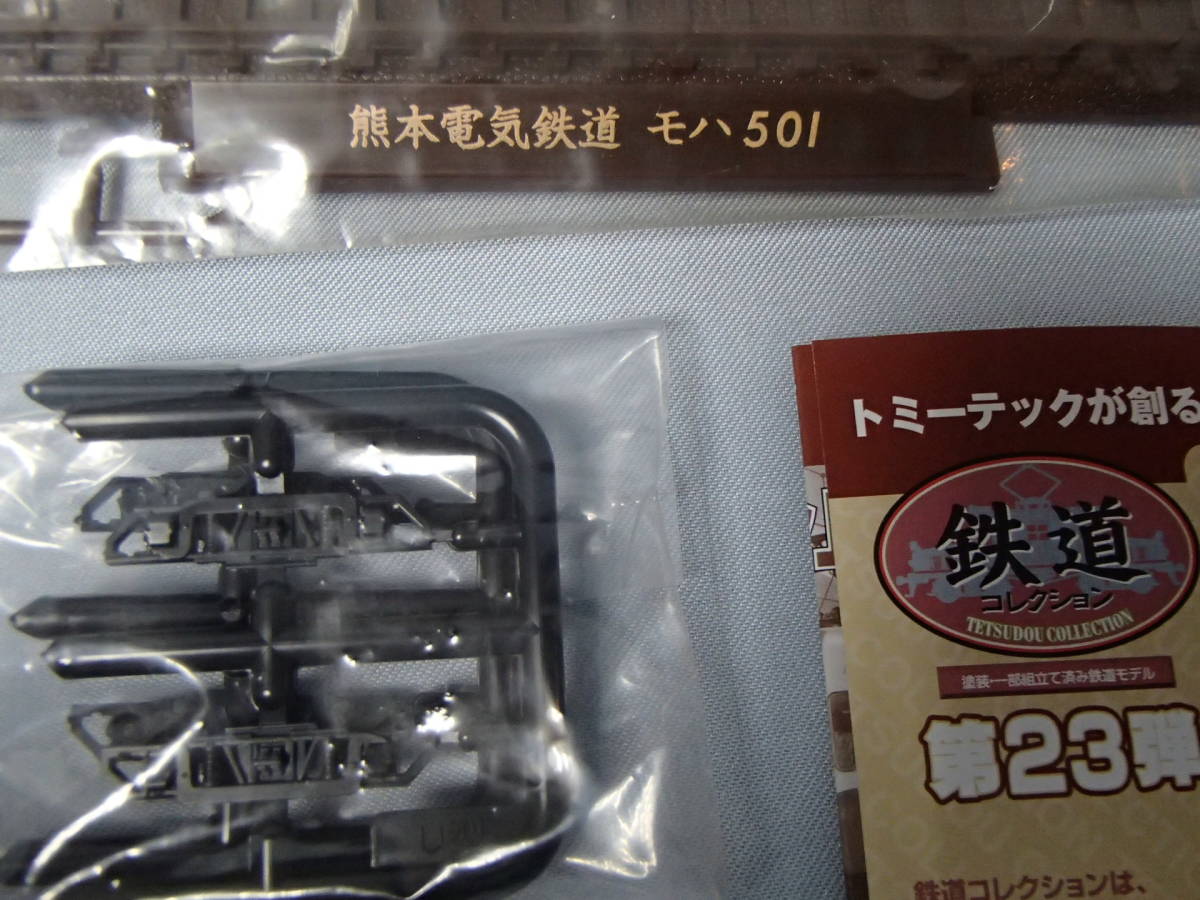 熊本電気鉄道 モハ501
トミーテックが創る
鉄道
コレクション
TETSUDOU COLLECTION
塗装・一部組立て済み鉄道モデル
第23弾
鉄道コレクションは、